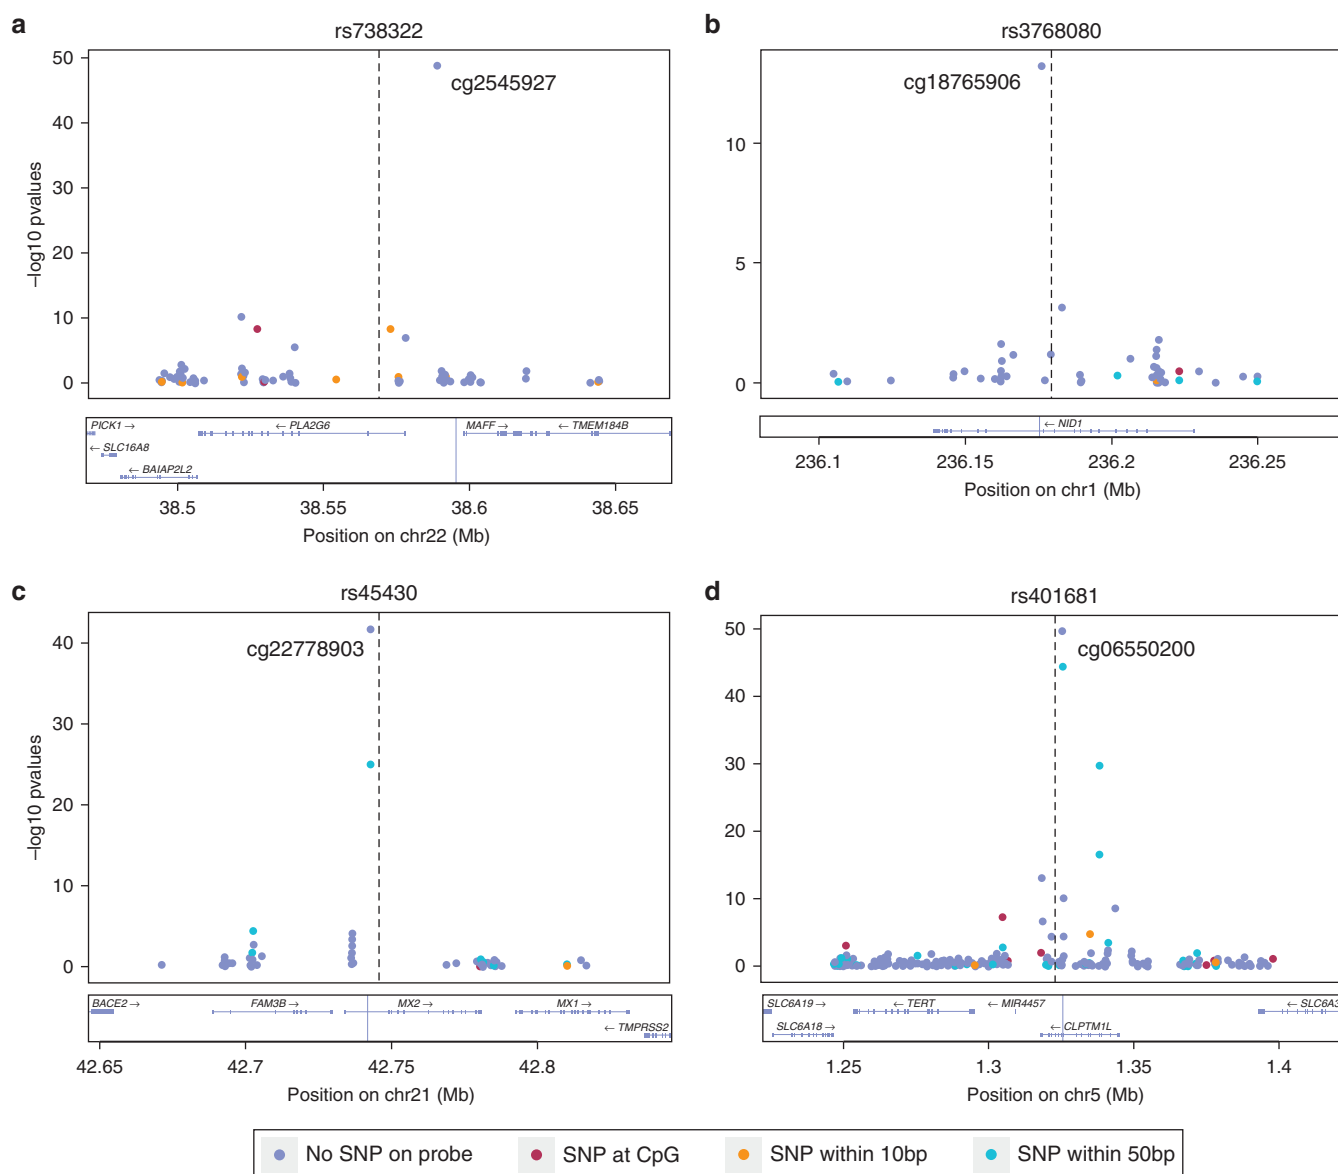 a
rs738322
cg2545927
50
40
30
20
10
0
–log10 pvalues
PICK1 →
← PLA2G6
MAFF →
← TMEM184B
← SLC16A8
← BAIAP2L2
38.5
38.55
38.6
38.65
Position on chr22 (Mb)
b
rs3768080
cg18765906
10
5
0
← NID1
236.1
236.15
236.2
236.25
Position on chr1 (Mb)
c
rs45430
cg22778903
40
30
20
10
0
–log10 pvalues
BACE2 →
FAM3B →
MX2 →
MX1 →
← TMPRSS2
42.65
42.7
42.75
42.8
Position on chr21 (Mb)
d
rs401681
cg06550200
50
40
30
20
10
0
SLC6A19 →
← TERT
← MIR4457
← SLC6A3
SLC6A18 →
← CLPTM1L
1.25
1.3
1.35
1.4
Position on chr5 (Mb)
No SNP on probe
SNP at CpG
SNP within 10bp
SNP within 50bp